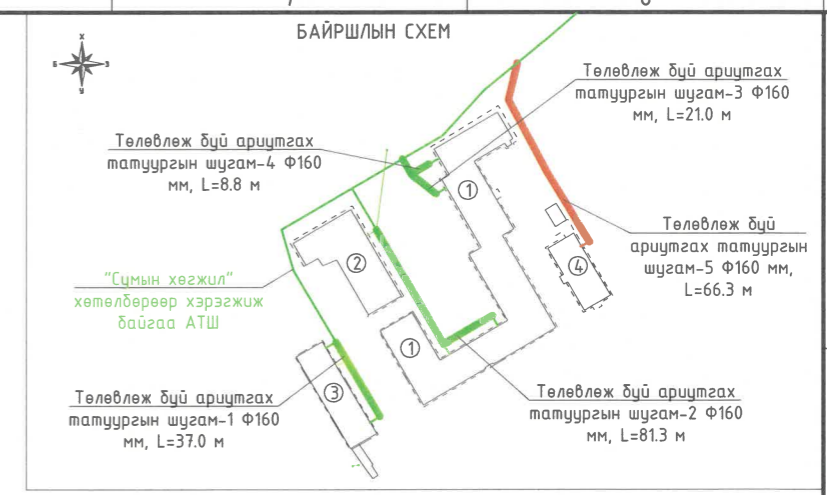 БАЙРШЛЫН СХЕМ
Х
Б
З
У
Төлөвлөж буй ариутгах
татуургын шугам-3 Ф160
мм, L=21.0 м
Төлөвлөж буй ариутгах
татуургын шугам-4 Ф160
мм, L=8.8 м
1
Төлөвлөж буй
ариутгах татуургын
шугам-5 Ф160 мм,
L=66.3 м
2
4
"Сумын хөгжил"
хөтөлбөрөөр хэрэгжиж
байгаа АТШ
1
3
Төлөвлөж буй ариутгах
татуургын шугам-1 Ф160
мм, L=37.0 м
Төлөвлөж буй ариутгах
татуургын шугам-2 Ф160
мм, L=81.3 м